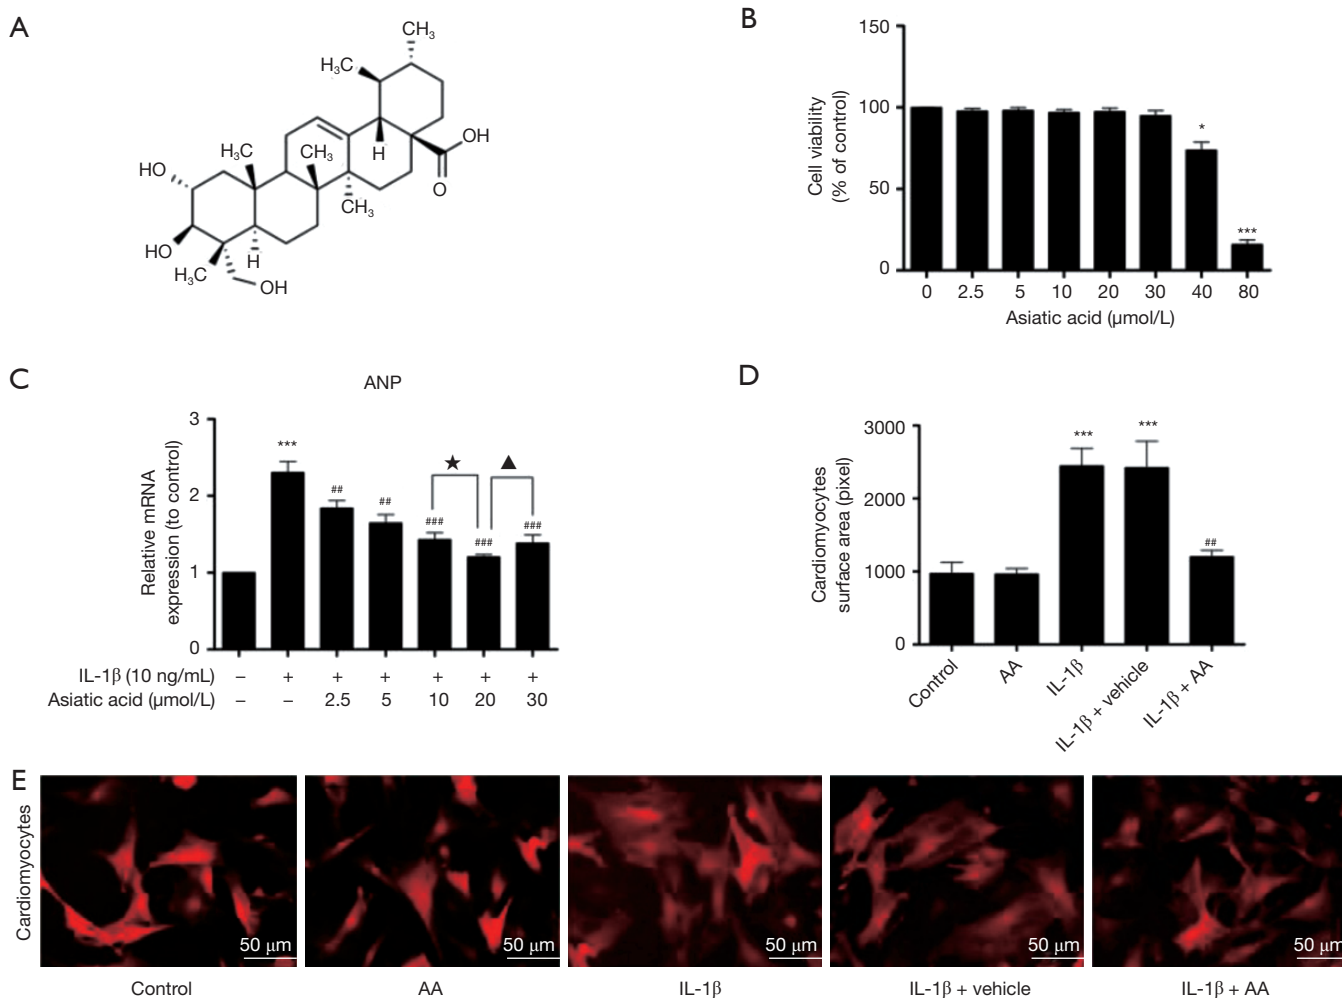 A
CH₃
H₃C
OH
O
H
H₃C
CH₃
CH₃
HO
HO
H
H₃C
OH
B
Cell viability
(% of control)
150
100
50
0
*
***
0 2.5 5 10 20 30 40 80
Asiatic acid (μmol/L)
C
ANP
Relative mRNA
expression (to control)
3
2
1
0
***
##
##
###
###
###
★
▲
IL-1β (10 ng/mL) – + + + + + +
Asiatic acid (μmol/L) – – 2.5 5 10 20 30
D
Cardiomyocytes
surface area (pixel)
3000
2000
1000
0
***
***
##
Control
AA
IL-1β
IL-1β + vehicle
IL-1β + AA
E
Cardiomyocytes
50 μm
50 μm
50 μm
50 μm
50 μm
Control AA IL-1β IL-1β + vehicle IL-1β + AA